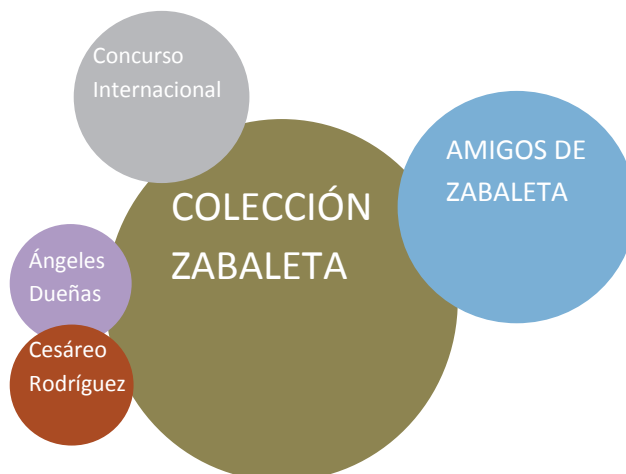 Concurso
Internacional
AMIGOS DE
ZABALETA
COLECCIÓN
ZABALETA
Ángeles
Dueñas
Cesáreo
Rodríguez